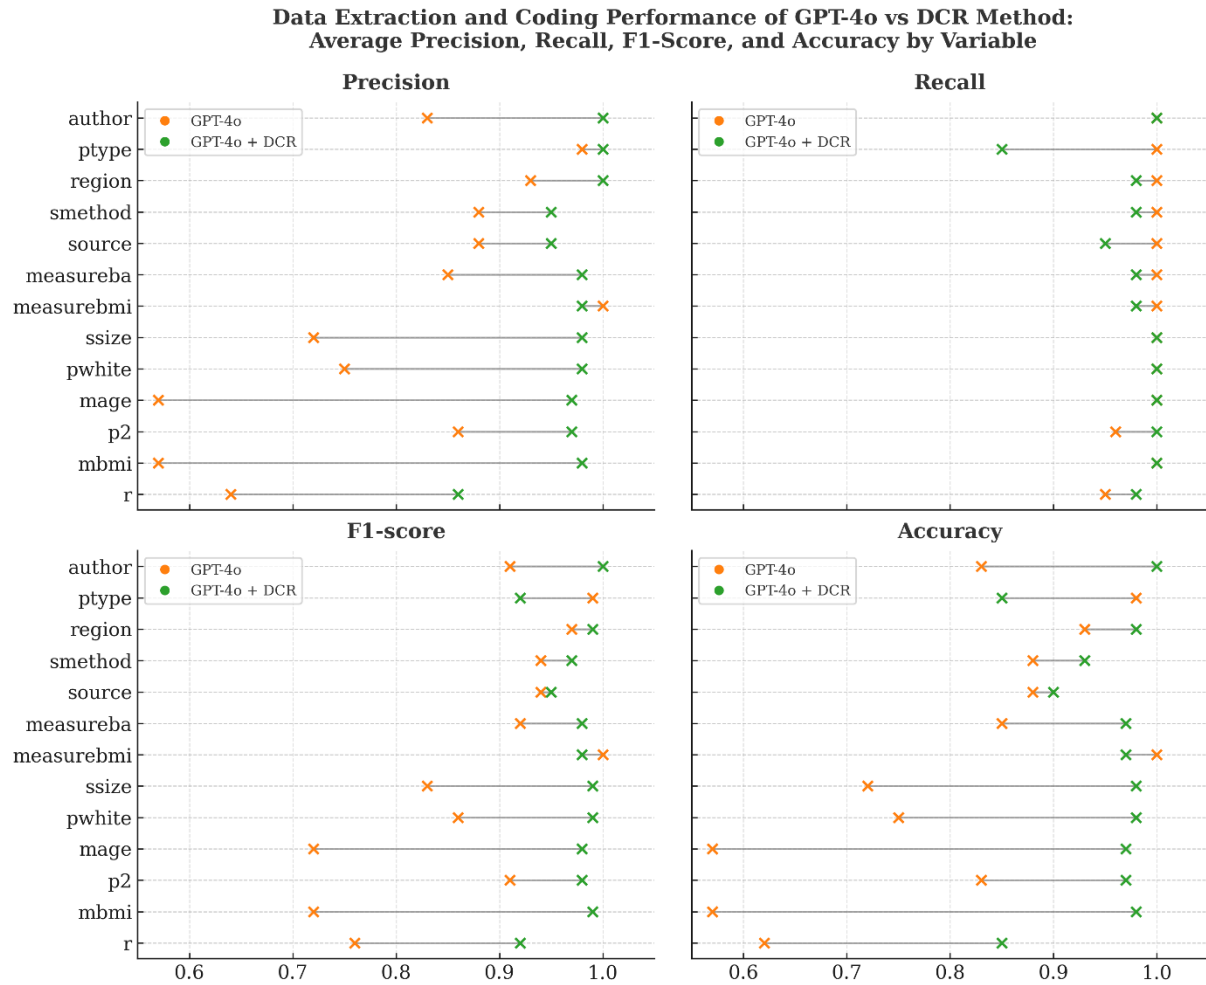 Data Extraction and Coding Performance of GPT-4o vs DCR Method:
Average Precision, Recall, F1-Score, and Accuracy by Variable
Precision
Recall
GPT-4o
GPT-4o + DCR
GPT-4o
GPT-4o + DCR
author
ptype
region
smethod
source
measureba
measurebmi
ssize
pwhite
mage
p2
mbmi
r
F1-score
Accuracy
GPT-4o
GPT-4o + DCR
GPT-4o
GPT-4o + DCR
author
ptype
region
smethod
source
measureba
measurebmi
ssize
pwhite
mage
p2
mbmi
r
0.6 0.7 0.8 0.9 1.0
0.6 0.7 0.8 0.9 1.0